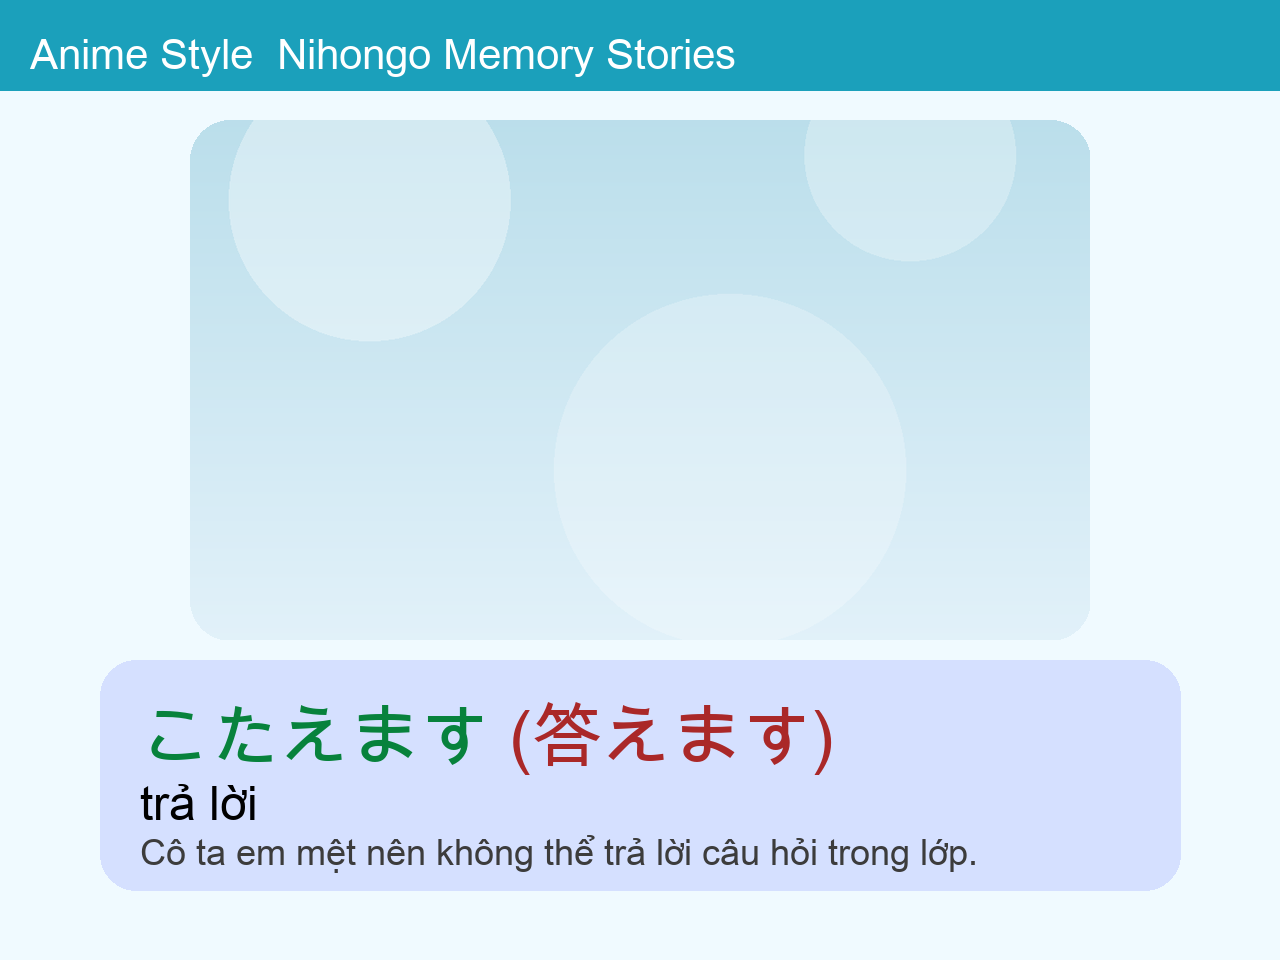 Anime Style  Nihongo Memory Stories
こたえます (答えます)
trả lời
Cô ta em mệt nên không thể trả lời câu hỏi trong lớp.